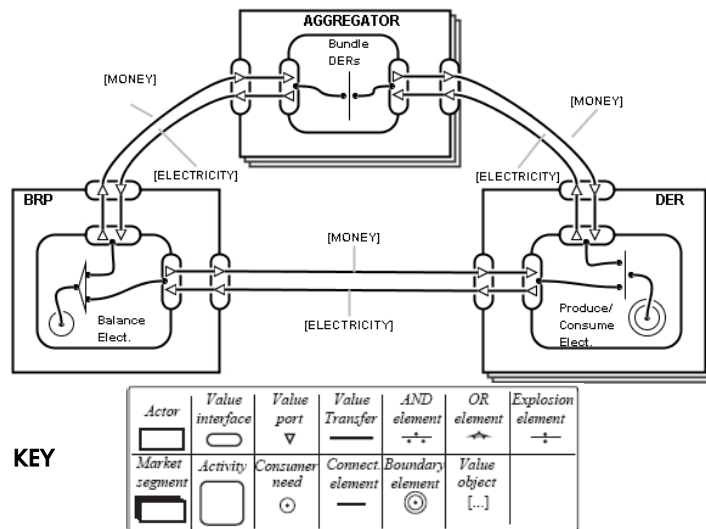 AGGREGATOR
Bundle
DERs
[MONEY]
[MONEY]
[ELECTRICITY]
[ELECTRICITY]
BRP
DER
[MONEY]
Balance
Elect.
Produce/
Consume
Elect.
[ELECTRICITY]
KEY
Actor
Value
interface
Value
port
Value
Transfer
AND
element
OR
element
Explosion
element
Market
segment
Activity
Consumer
need
Connect.
element
Boundary
element
Value
object
[...]